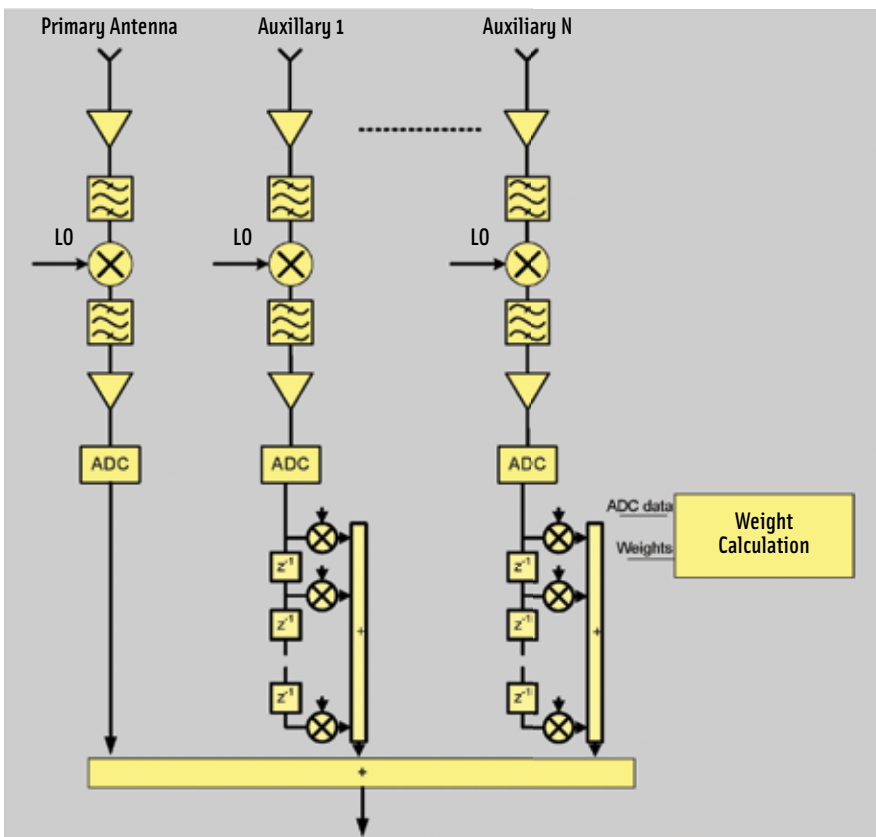 Primary Antenna Auxillary 1 Auxiliary N
LO LO LO
ADC ADC ADC
ADC data
Weights
Weight
Calculation
z⁻¹ z⁻¹
z⁻¹ z⁻¹
+ +
z⁻¹ z⁻¹
+